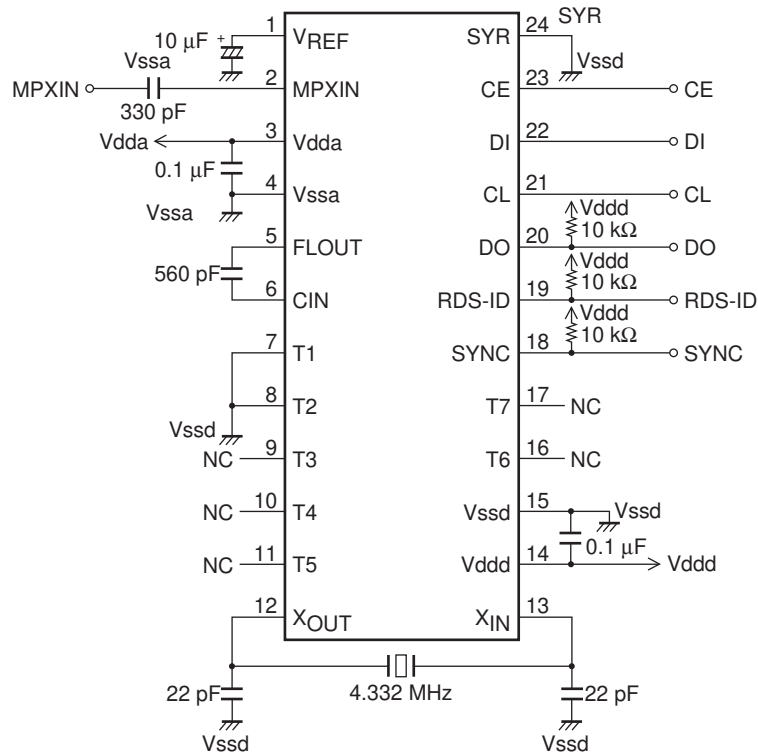 SYR
1 VREF SYR 24
10 µF +
Vssa Vssd
MPXIN 2 MPXIN CE 23 CE
330 pF
Vdda 3 Vdda DI 22 DI
0.1 µF
4 Vssa CL 21 CL
Vssa Vddd
10 kΩ
5 FLOUT DO 20 DO
560 pF Vddd
10 kΩ
6 CIN RDS-ID 19 RDS-ID
Vddd
10 kΩ
7 T1 SYNC 18 SYNC
8 T2 T7 17 NC
Vssd
NC 9 T3 T6 16 NC
NC 10 T4 Vssd 15 Vssd
0.1 µF
NC 11 T5 Vddd 14 Vddd
12 XOUT XIN 13
22 pF 4.332 MHz 22 pF
Vssd Vssd